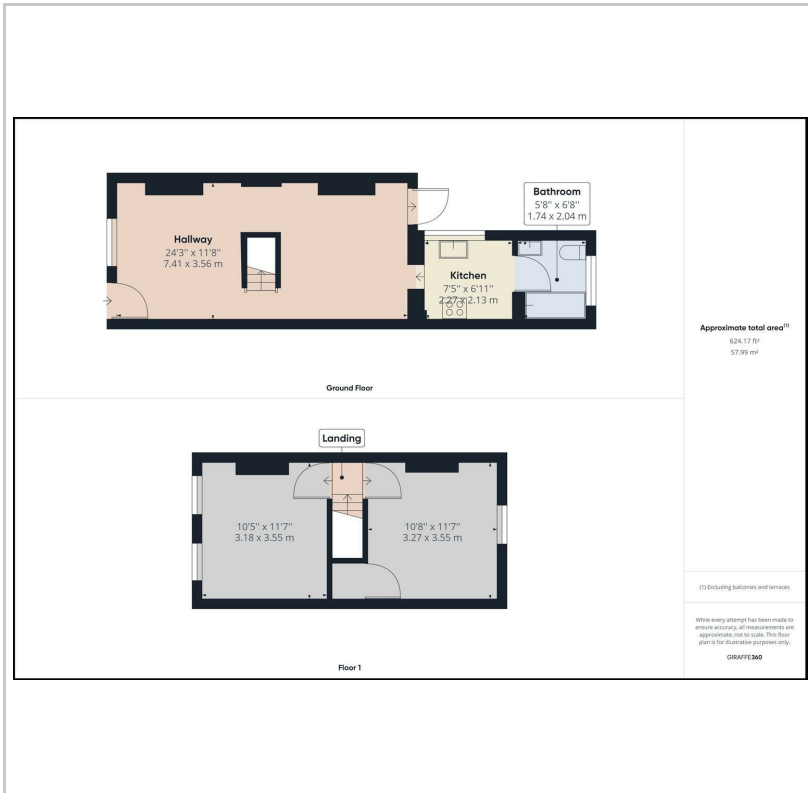 Hallway
24'3" x 11'8"
7.41 x 3.56 m
Kitchen
7'5" x 6'11"
2.27 x 2.13 m
Bathroom
5'8" x 6'8"
1.74 x 2.04 m
Ground Floor
Landing
10'5" x 11'7"
3.18 x 3.55 m
10'8" x 11'7"
3.27 x 3.55 m
Floor 1
Approximate total area(1)
624.17 ft²
57.99 m²
(1) Excluding balconies and terraces
While every attempt has been made to
ensure accuracy, all measurements are
approximate, not to scale. This floor
plan is for illustrative purposes only.
GIRAFFE360